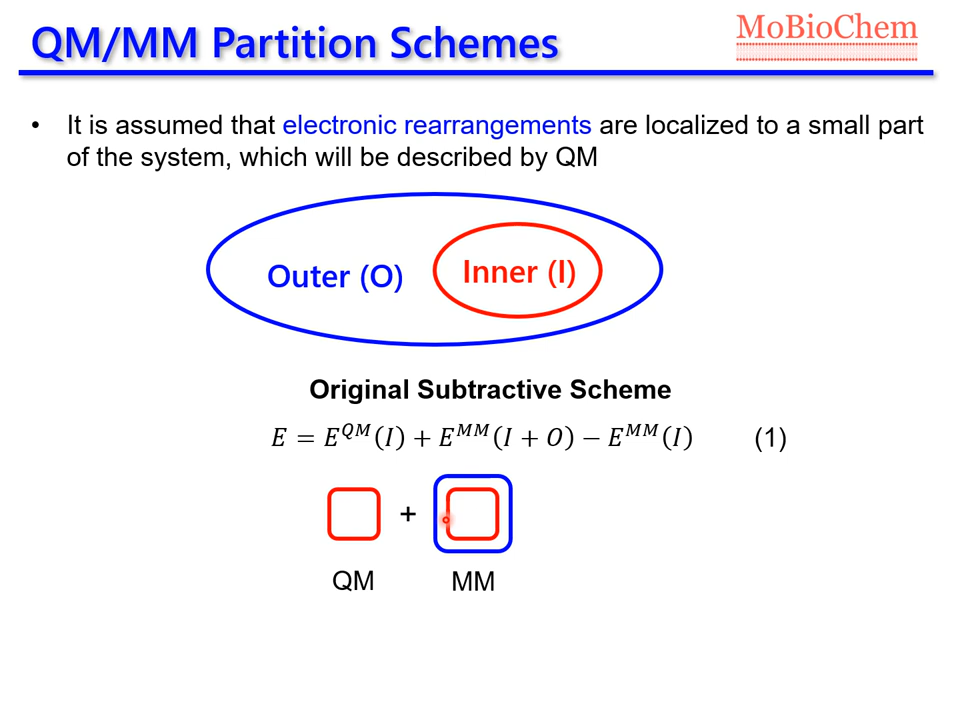 QM/MM Partition Schemes
MoBioChem
• It is assumed that electronic rearrangements are localized to a small part
of the system, which will be described by QM
Outer (O)
Inner (I)
Original Subtractive Scheme
𝐸 = 𝐸^{𝑄𝑀}(𝐼) + 𝐸^{𝑀𝑀}(𝐼 + 𝑂) − 𝐸^{𝑀𝑀}(𝐼) (1)
+
QM MM